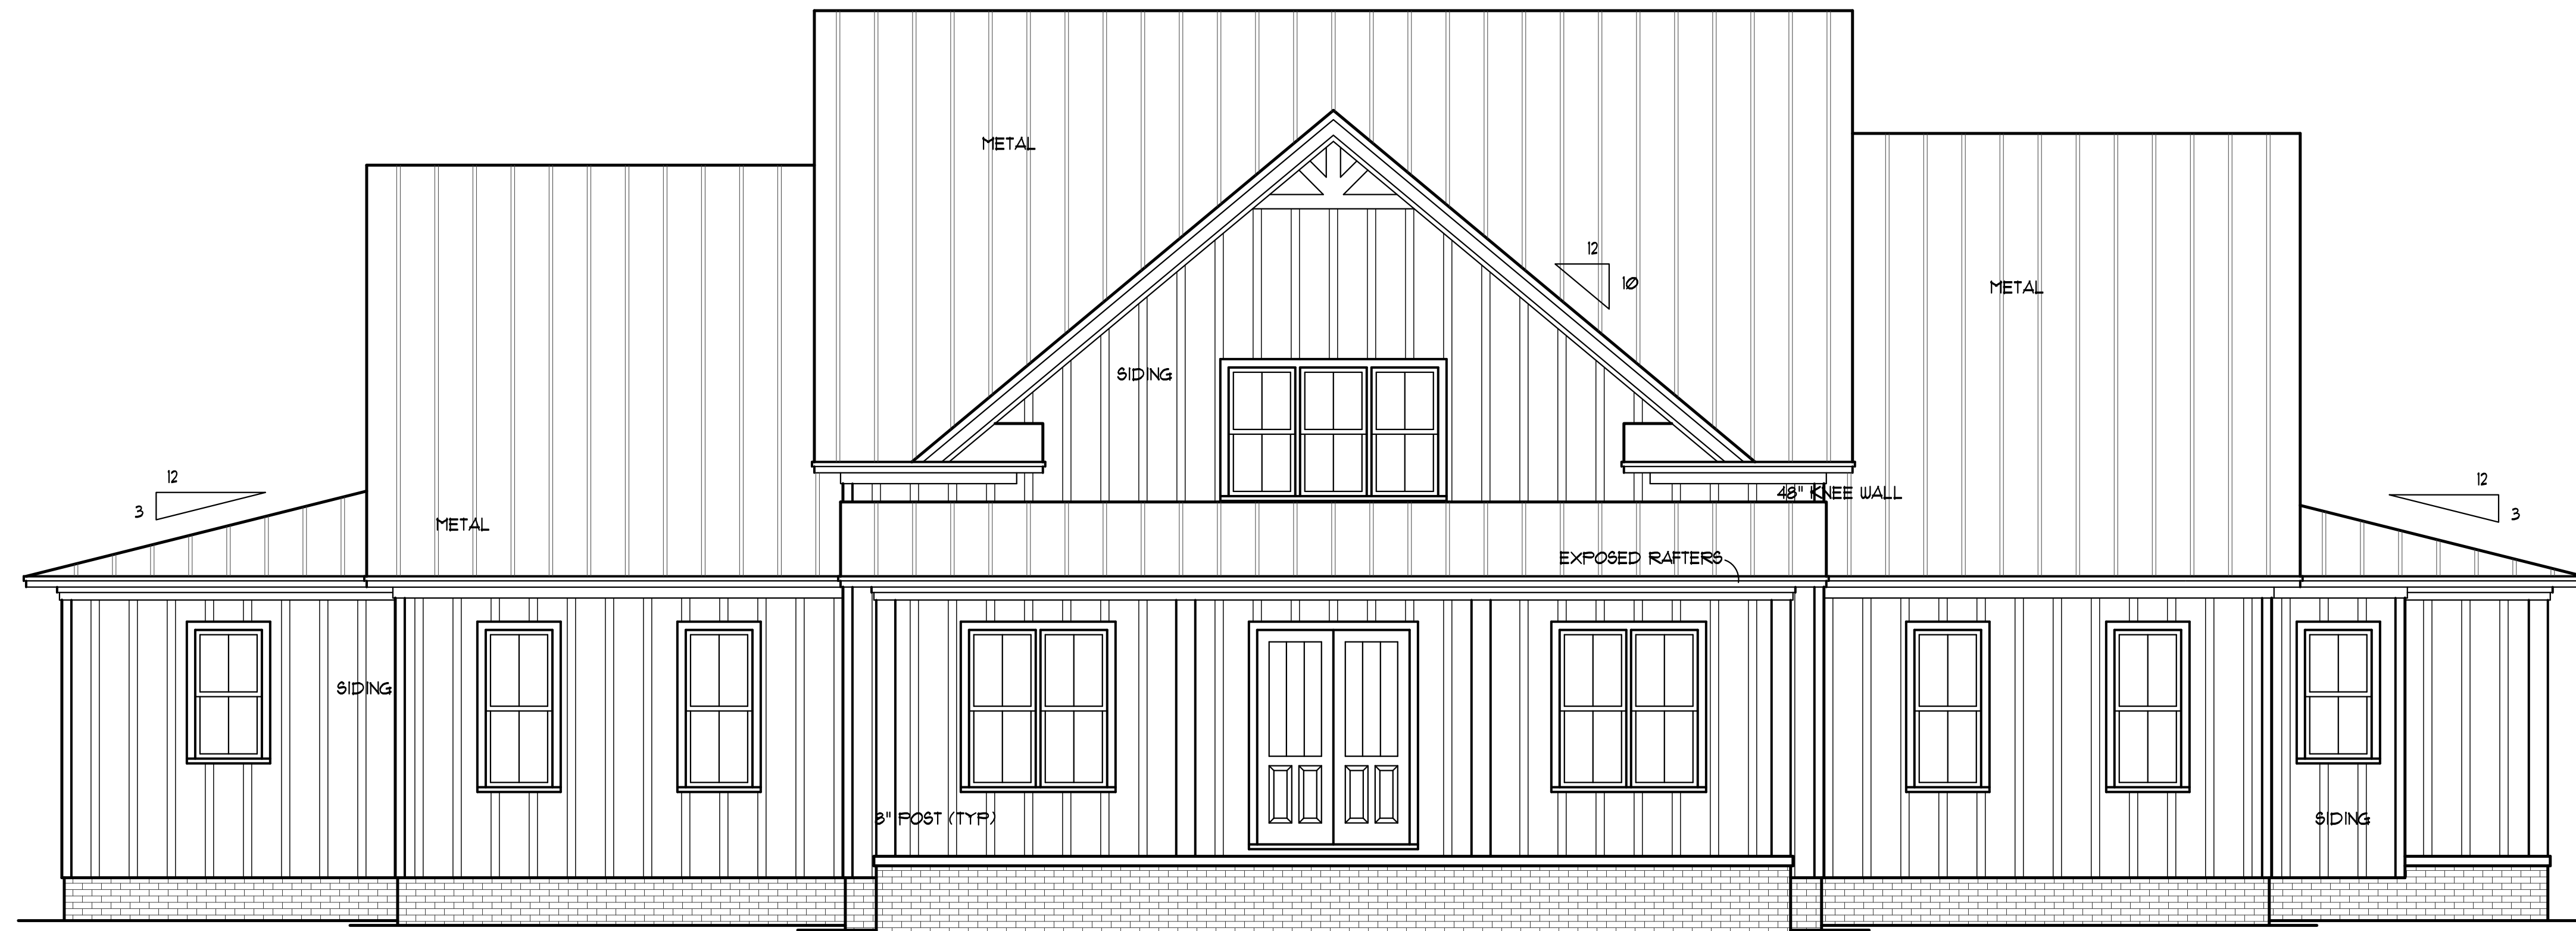 METAL
12
10
METAL
SIDING
12
3
METAL
48" KNEE WALL
12
3
EXPOSED RAFTERS
SIDING
8" POST (TYP)
SIDING